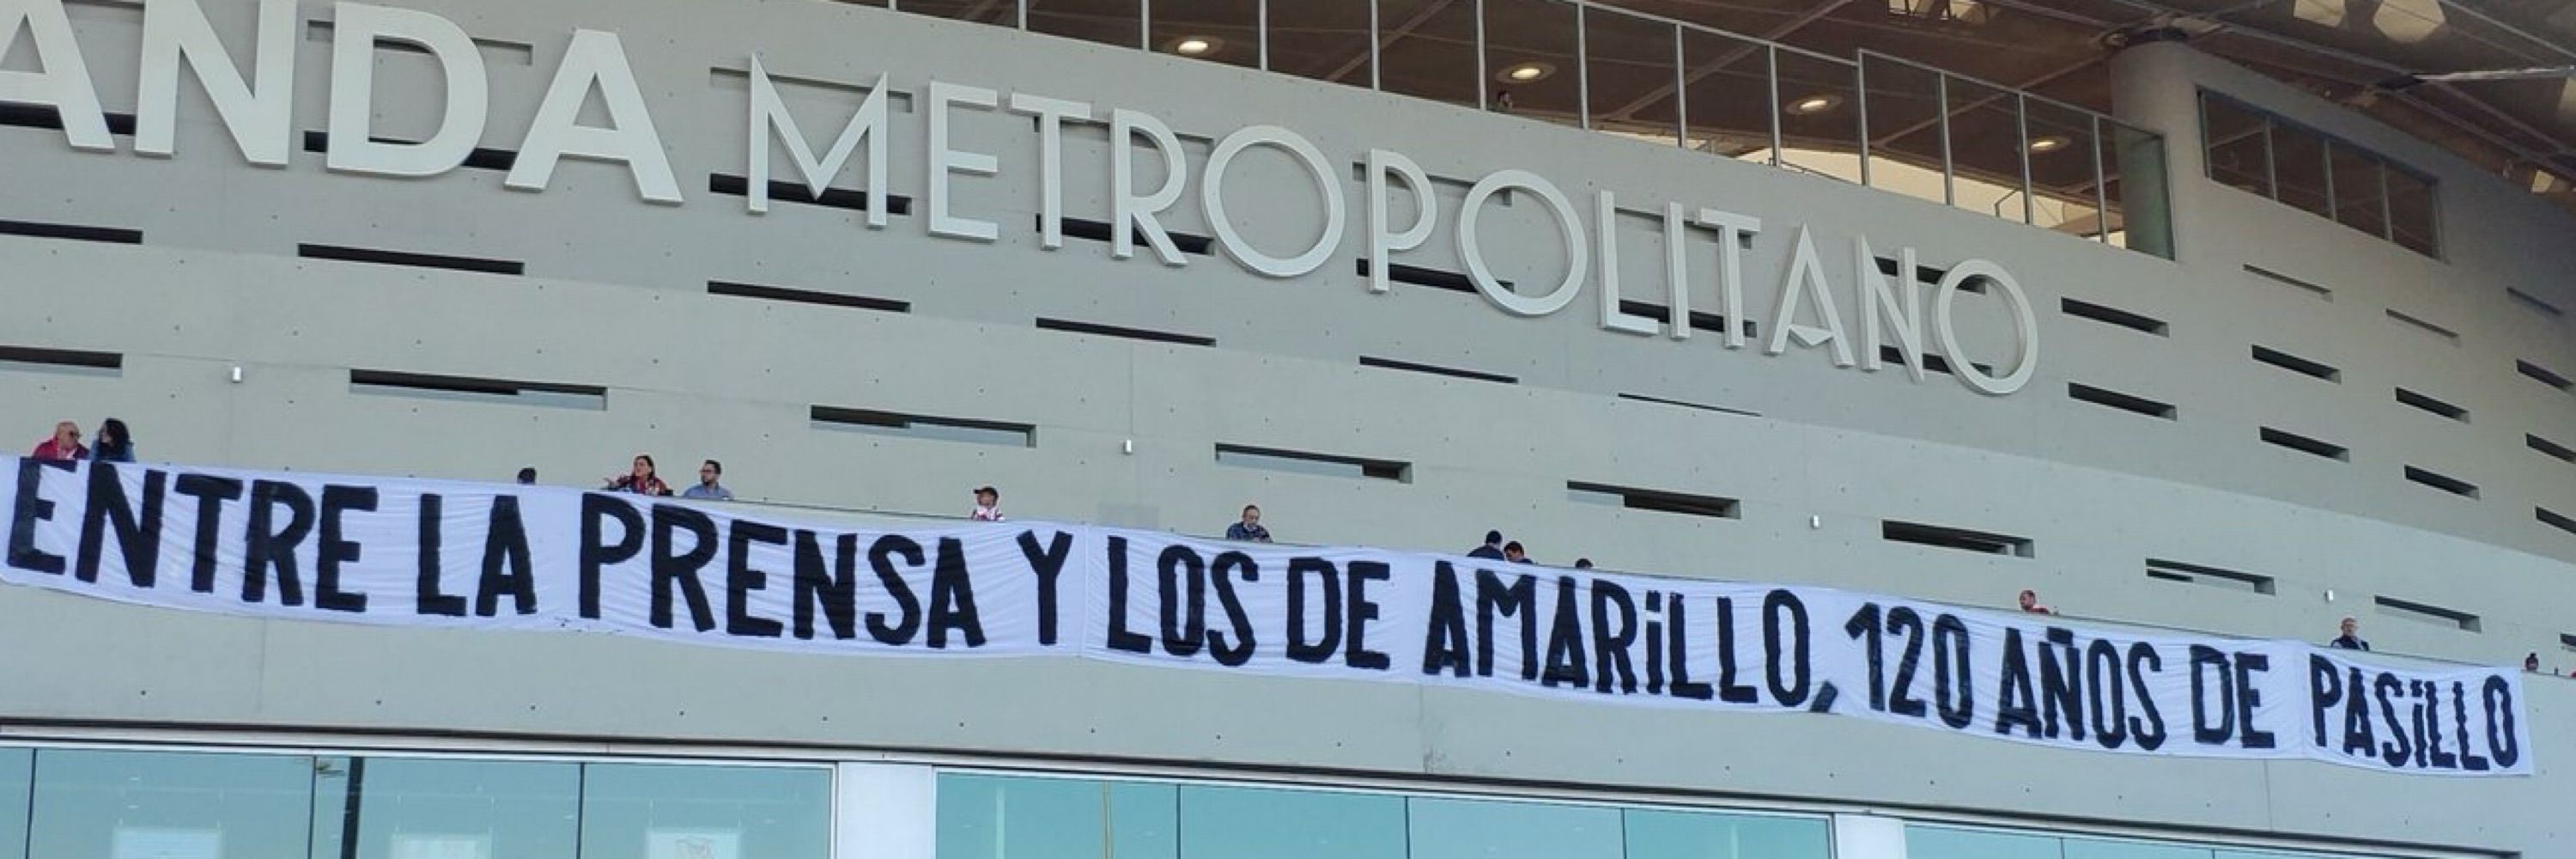 ANDA METROPOLITANO
ENTRE LA PRENSA Y LOS DE AMARiLLO, 120 AÑOS DE PASiLLO